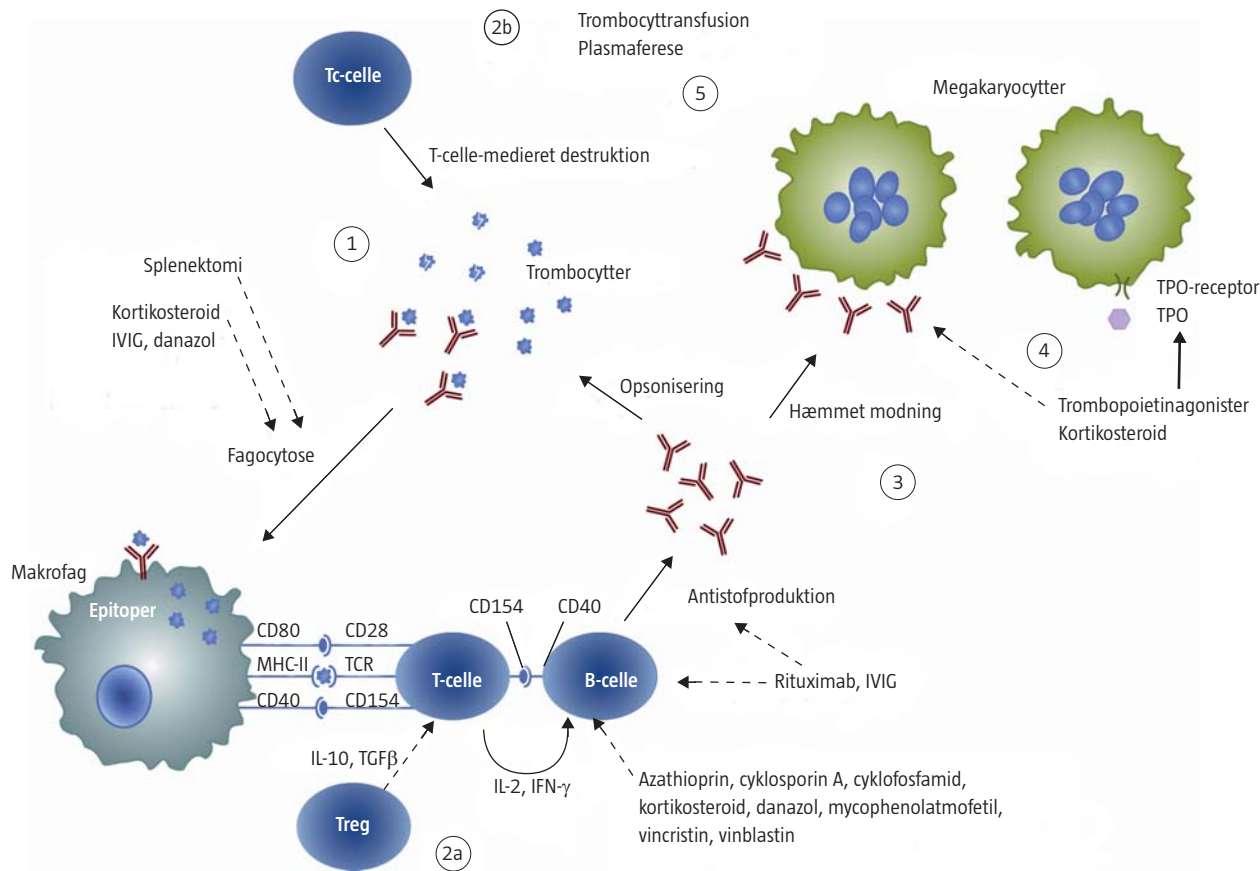 2b
Trombocyttransfusion
Plasmaferese
Tc-celle
5
Megakaryocytter
T-celle-medieret destruktion
1
Splenektomi
Trombocytter
Kortikosteroid
IVIG, danazol
TPO-receptor
TPO
4
Opsonisering
Hæmmet modning
Trombopoietinagonister
Kortikosteroid
Fagocytose
3
Makrofag
Epitoper
Antistofproduktion
CD154
CD40
CD80
CD28
MHC-II
TCR
T-celle
B-celle
Rituximab, IVIG
CD40
CD154
IL-10, TGFβ
IL-2, IFN-γ
Azathioprin, cyklosporin A, cyklofosfamid,
kortikosteroid, danazol, mycophenolatmofetil,
vincristin, vinblastin
Treg
2a